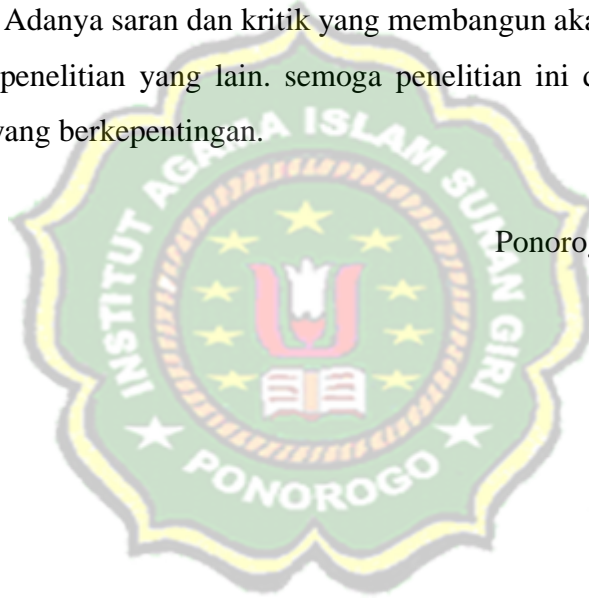 Adanya saran dan kritik yang membangun aka
penelitian yang lain. semoga penelitian ini d
yang berkepentingan.
Ponorog
INSTITUT AGAMA ISLAM SUNAN GIRI
PONOROGO